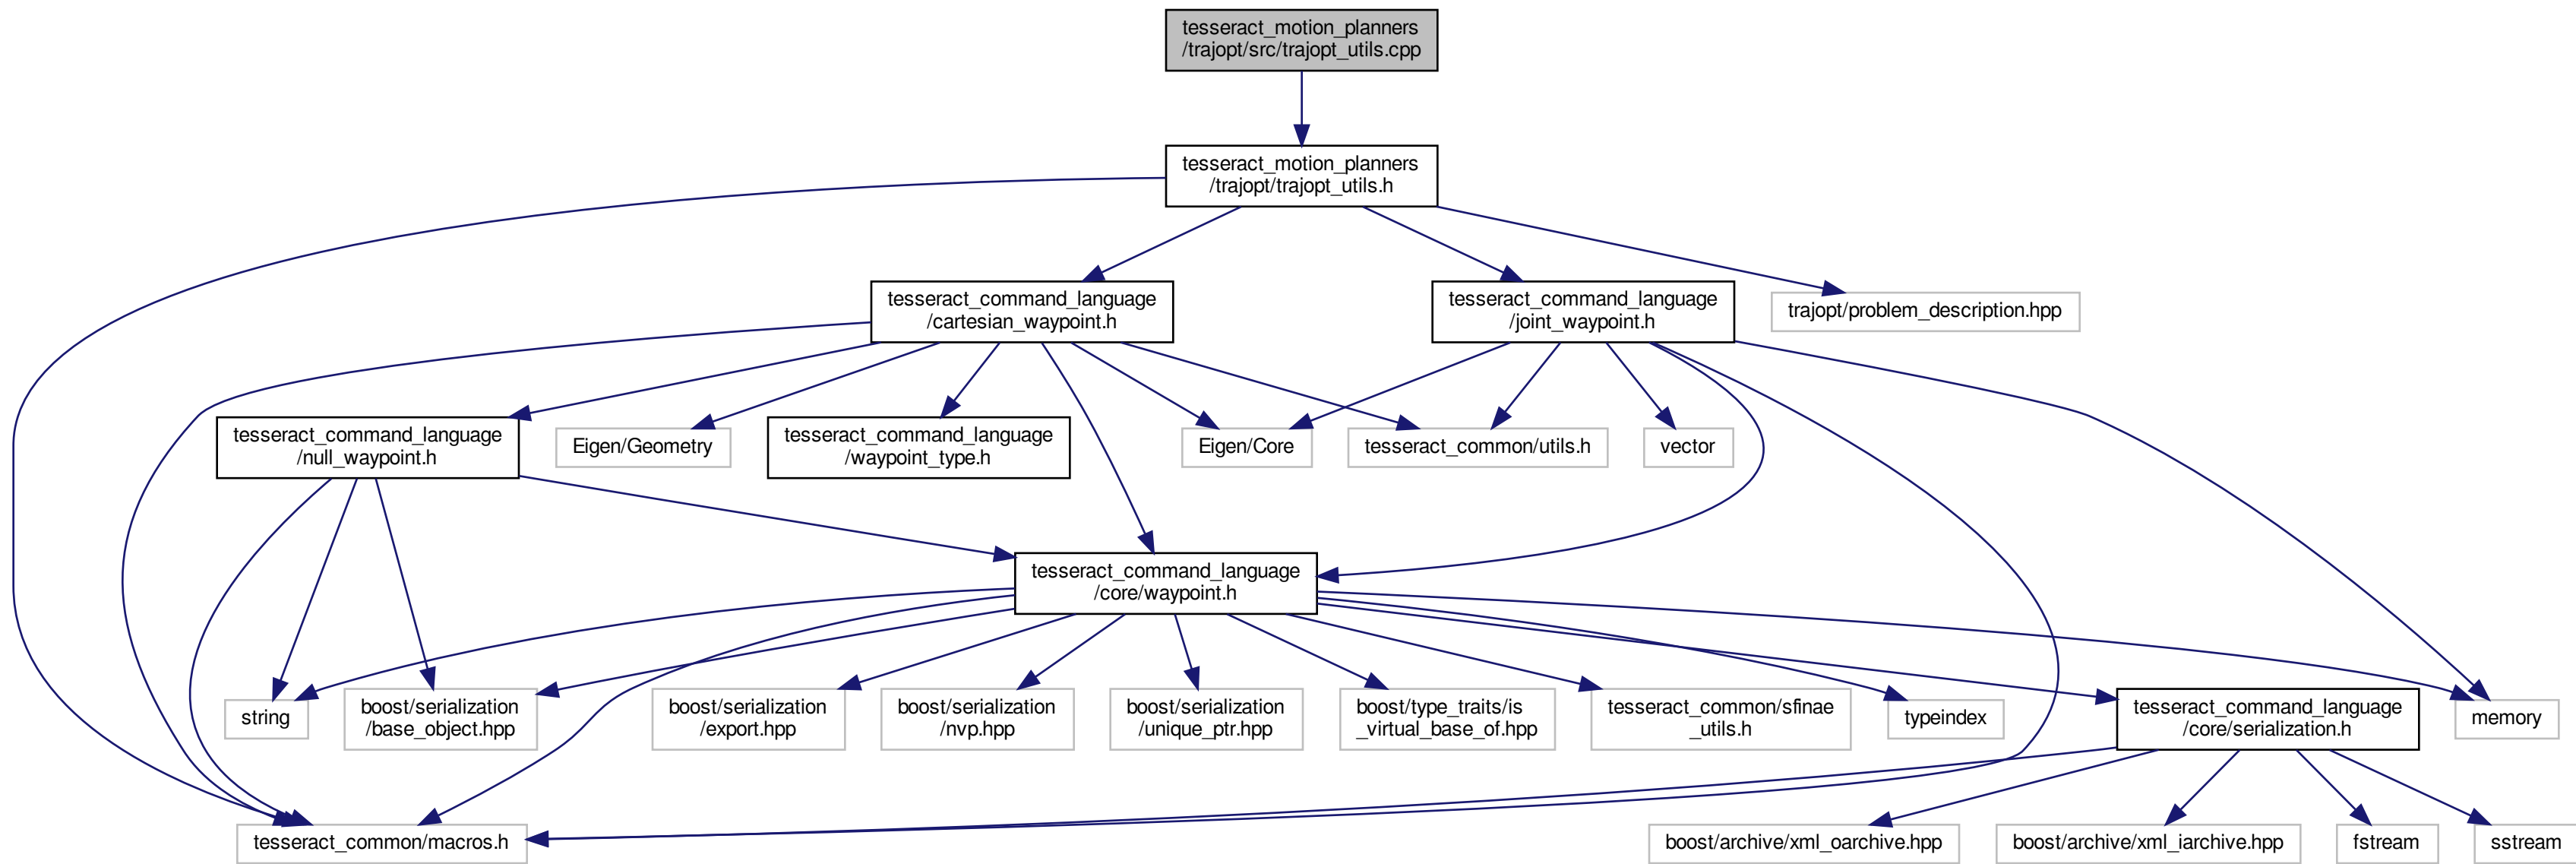 tesseract_motion_planners
/trajopt/src/trajopt_utils.cpp
tesseract_motion_planners
/trajopt/trajopt_utils.h
tesseract_command_language
/cartesian_waypoint.h
tesseract_command_language
/joint_waypoint.h
trajopt/problem_description.hpp
tesseract_command_language
/null_waypoint.h
Eigen/Geometry
tesseract_command_language
/waypoint_type.h
Eigen/Core
tesseract_common/utils.h
vector
tesseract_command_language
/core/waypoint.h
string
boost/serialization
/base_object.hpp
boost/serialization
/export.hpp
boost/serialization
/nvp.hpp
boost/serialization
/unique_ptr.hpp
boost/type_traits/is
_virtual_base_of.hpp
tesseract_common/sfinae
_utils.h
typeindex
tesseract_command_language
/core/serialization.h
memory
tesseract_common/macros.h
boost/archive/xml_oarchive.hpp
boost/archive/xml_iarchive.hpp
fstream
sstream